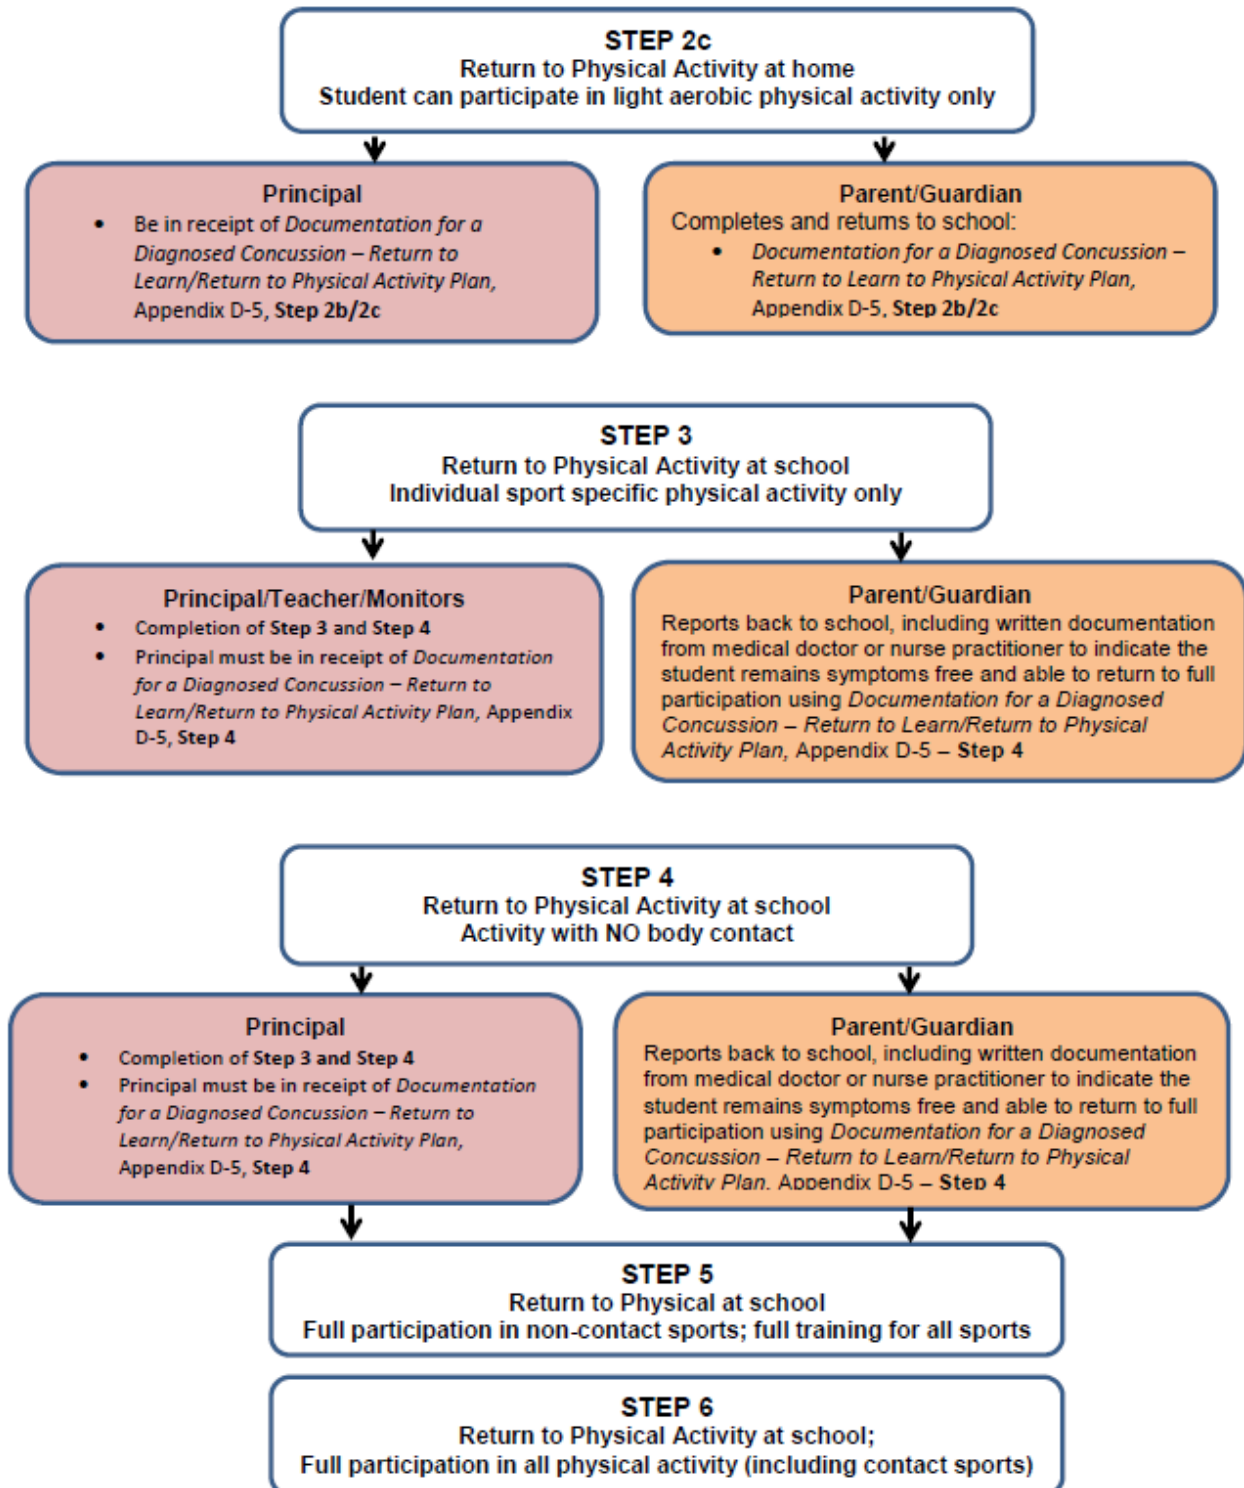 STEP 2c
Return to Physical Activity at home
Student can participate in light aerobic physical activity only
Principal
• Be in receipt of Documentation for a
Diagnosed Concussion – Return to
Learn/Return to Physical Activity Plan,
Appendix D-5, Step 2b/2c
Parent/Guardian
Completes and returns to school:
• Documentation for a Diagnosed Concussion –
Return to Learn to Physical Activity Plan,
Appendix D-5, Step 2b/2c
STEP 3
Return to Physical Activity at school
Individual sport specific physical activity only
Principal/Teacher/Monitors
• Completion of Step 3 and Step 4
• Principal must be in receipt of Documentation
for a Diagnosed Concussion – Return to
Learn/Return to Physical Activity Plan, Appendix
D-5, Step 4
Parent/Guardian
Reports back to school, including written documentation
from medical doctor or nurse practitioner to indicate the
student remains symptoms free and able to return to full
participation using Documentation for a Diagnosed
Concussion – Return to Learn/Return to Physical
Activity Plan, Appendix D-5 – Step 4
STEP 4
Return to Physical Activity at school
Activity with NO body contact
Principal
• Completion of Step 3 and Step 4
• Principal must be in receipt of Documentation
for a Diagnosed Concussion – Return to
Learn/Return to Physical Activity Plan,
Appendix D-5, Step 4
Parent/Guardian
Reports back to school, including written documentation
from medical doctor or nurse practitioner to indicate the
student remains symptoms free and able to return to full
participation using Documentation for a Diagnosed
Concussion – Return to Learn/Return to Physical
Activity Plan. Appendix D-5 – Step 4
STEP 5
Return to Physical at school
Full participation in non-contact sports; full training for all sports
STEP 6
Return to Physical Activity at school;
Full participation in all physical activity (including contact sports)